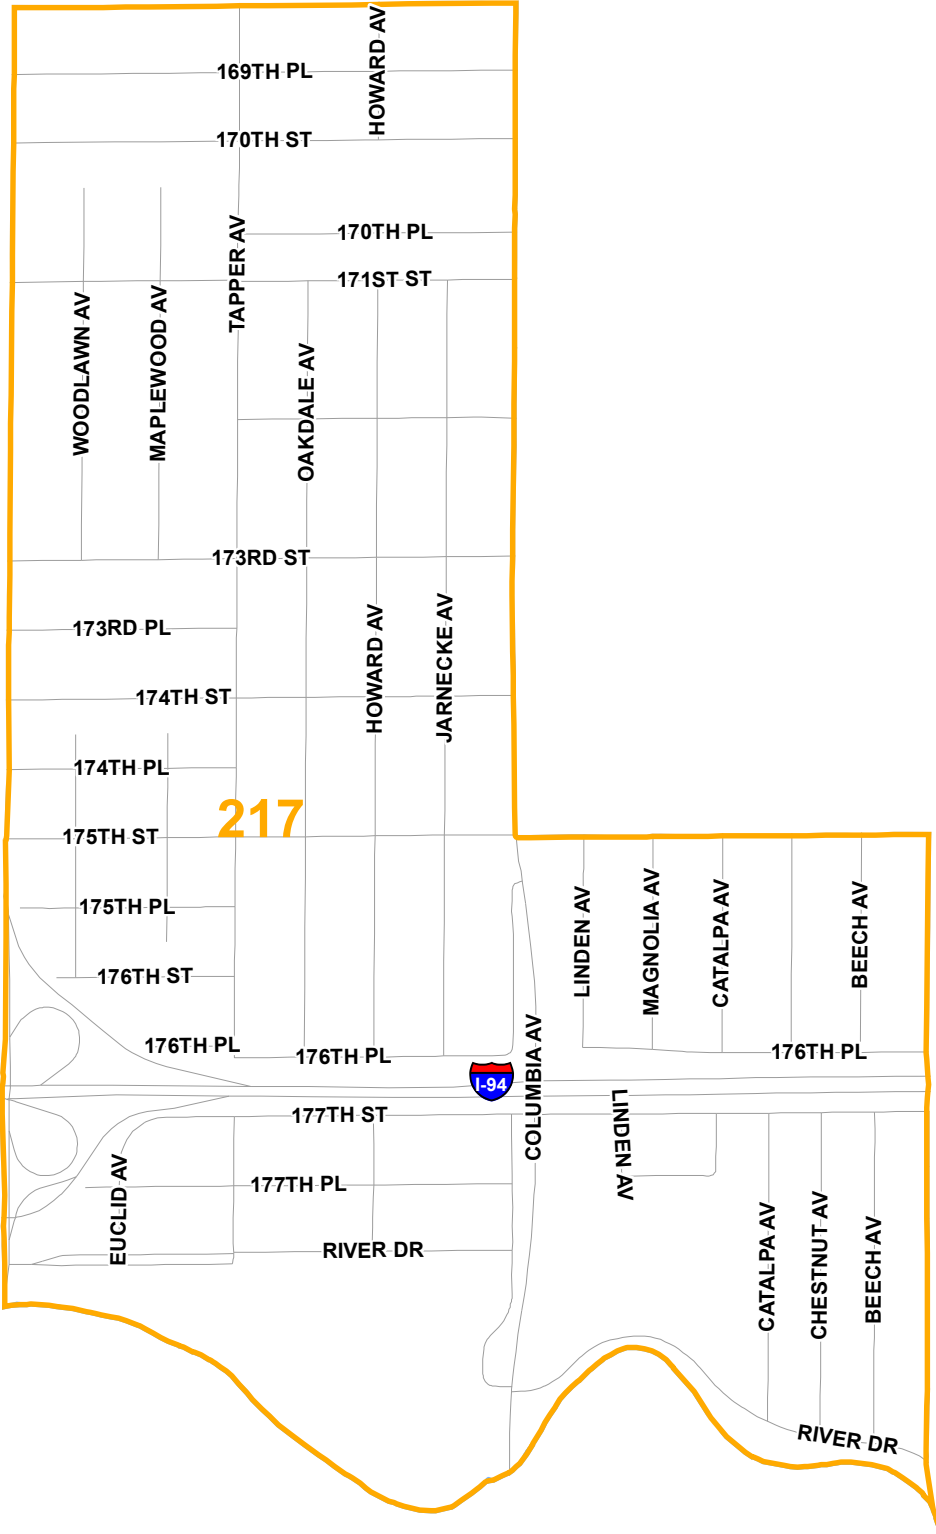 HOWARD AV
169TH PL
170TH ST
TAPPER AV
170TH PL
171ST ST
WOODLAWN AV
MAPLEWOOD AV
OAKDALE AV
173RD ST
HOWARD AV
JARNECKE AV
173RD PL
174TH ST
174TH PL
217
175TH ST
LINDEN AV
MAGNOLIA AV
CATALPA AV
BEECH AV
175TH PL
176TH ST
176TH PL
176TH PL
COLUMBIA AV
176TH PL
I-94
LINDEN AV
177TH ST
EUCLID AV
177TH PL
CATALPA AV
CHESTNUT AV
BEECH AV
RIVER DR
RIVER DR